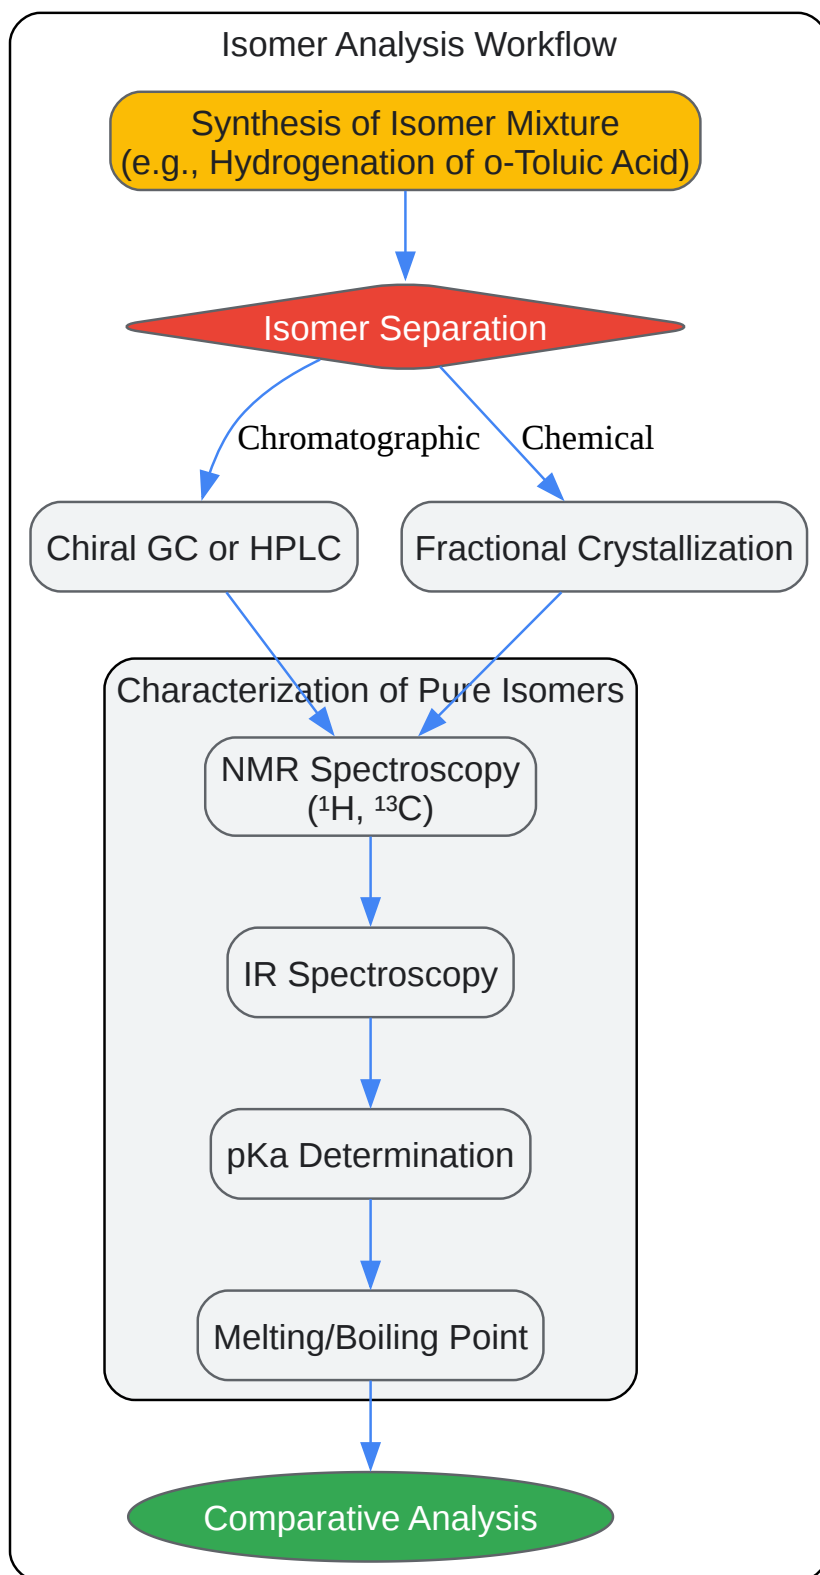 Isomer Analysis Workflow
Synthesis of Isomer Mixture
(e.g., Hydrogenation of o-Toluic Acid)
Isomer Separation
Chromatographic
Chemical
Chiral GC or HPLC
Fractional Crystallization
Characterization of Pure Isomers
NMR Spectroscopy
(¹H, ¹³C)
IR Spectroscopy
pKa Determination
Melting/Boiling Point
Comparative Analysis